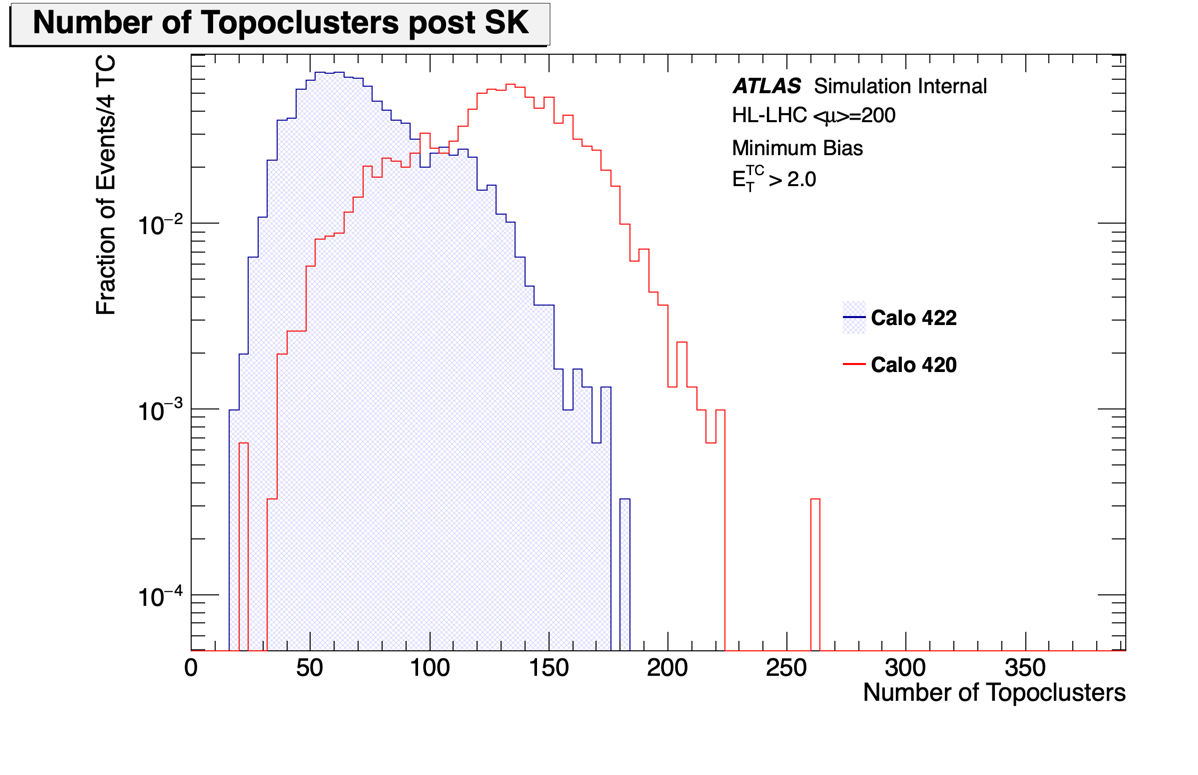 Number of Topoclusters post SK
Fraction of Events/4 TC
ATLAS Simulation Internal
HL-LHC <μ>=200
Minimum Bias
E_T^TC > 2.0
10^−2
10^−3
10^−4
Calo 422
Calo 420
0 50 100 150 200 250 300 350
Number of Topoclusters